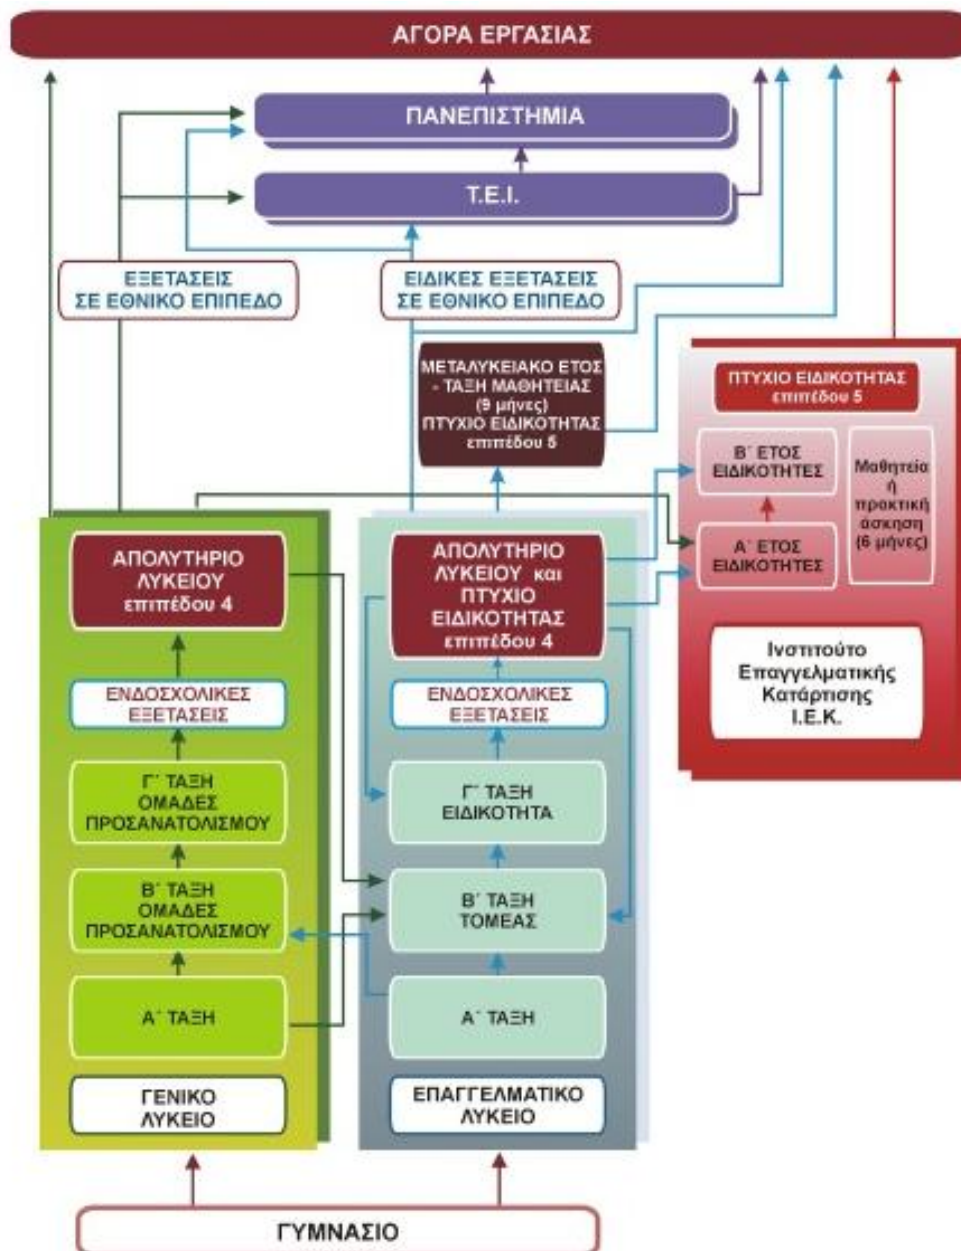 ΑΓΟΡΑ ΕΡΓΑΣΙΑΣ
ΠΑΝΕΠΙΣΤΗΜΙΑ
Τ.Ε.Ι.
ΕΞΕΤΑΣΕΙΣ
ΣΕ ΕΘΝΙΚΟ ΕΠΙΠΕΔΟ
ΕΙΔΙΚΕΣ ΕΞΕΤΑΣΕΙΣ
ΣΕ ΕΘΝΙΚΟ ΕΠΙΠΕΔΟ
ΜΕΤΑΛΥΚΕΙΑΚΟ ΕΤΟΣ
- ΤΑΞΗ ΜΑΘΗΤΕΙΑΣ
(9 μήνες)
ΠΤΥΧΙΟ ΕΙΔΙΚΟΤΗΤΑΣ
επιπέδου 5
ΠΤΥΧΙΟ ΕΙΔΙΚΟΤΗΤΑΣ
επιπέδου 5
Β΄ ΕΤΟΣ
ΕΙΔΙΚΟΤΗΤΕΣ
Μαθητεία
ή
πρακτική
άσκηση
(6 μήνες)
Α΄ ΕΤΟΣ
ΕΙΔΙΚΟΤΗΤΕΣ
Ινστιτούτο
Επαγγελματικής
Κατάρτισης
Ι.Ε.Κ.
ΑΠΟΛΥΤΗΡΙΟ
ΛΥΚΕΙΟΥ
επιπέδου 4
ΕΝΔΟΣΧΟΛΙΚΕΣ
ΕΞΕΤΑΣΕΙΣ
Γ΄ ΤΑΞΗ
ΟΜΑΔΕΣ
ΠΡΟΣΑΝΑΤΟΛΙΣΜΟΥ
Β΄ ΤΑΞΗ
ΟΜΑΔΕΣ
ΠΡΟΣΑΝΑΤΟΛΙΣΜΟΥ
Α΄ ΤΑΞΗ
ΓΕΝΙΚΟ
ΛΥΚΕΙΟ
ΑΠΟΛΥΤΗΡΙΟ
ΛΥΚΕΙΟΥ και
ΠΤΥΧΙΟ
ΕΙΔΙΚΟΤΗΤΑΣ
επιπέδου 4
ΕΝΔΟΣΧΟΛΙΚΕΣ
ΕΞΕΤΑΣΕΙΣ
Γ΄ ΤΑΞΗ
ΕΙΔΙΚΟΤΗΤΑ
Β΄ ΤΑΞΗ
ΤΟΜΕΑΣ
Α΄ ΤΑΞΗ
ΕΠΑΓΓΕΛΜΑΤΙΚΟ
ΛΥΚΕΙΟ
ΓΥΜΝΑΣΙΟ